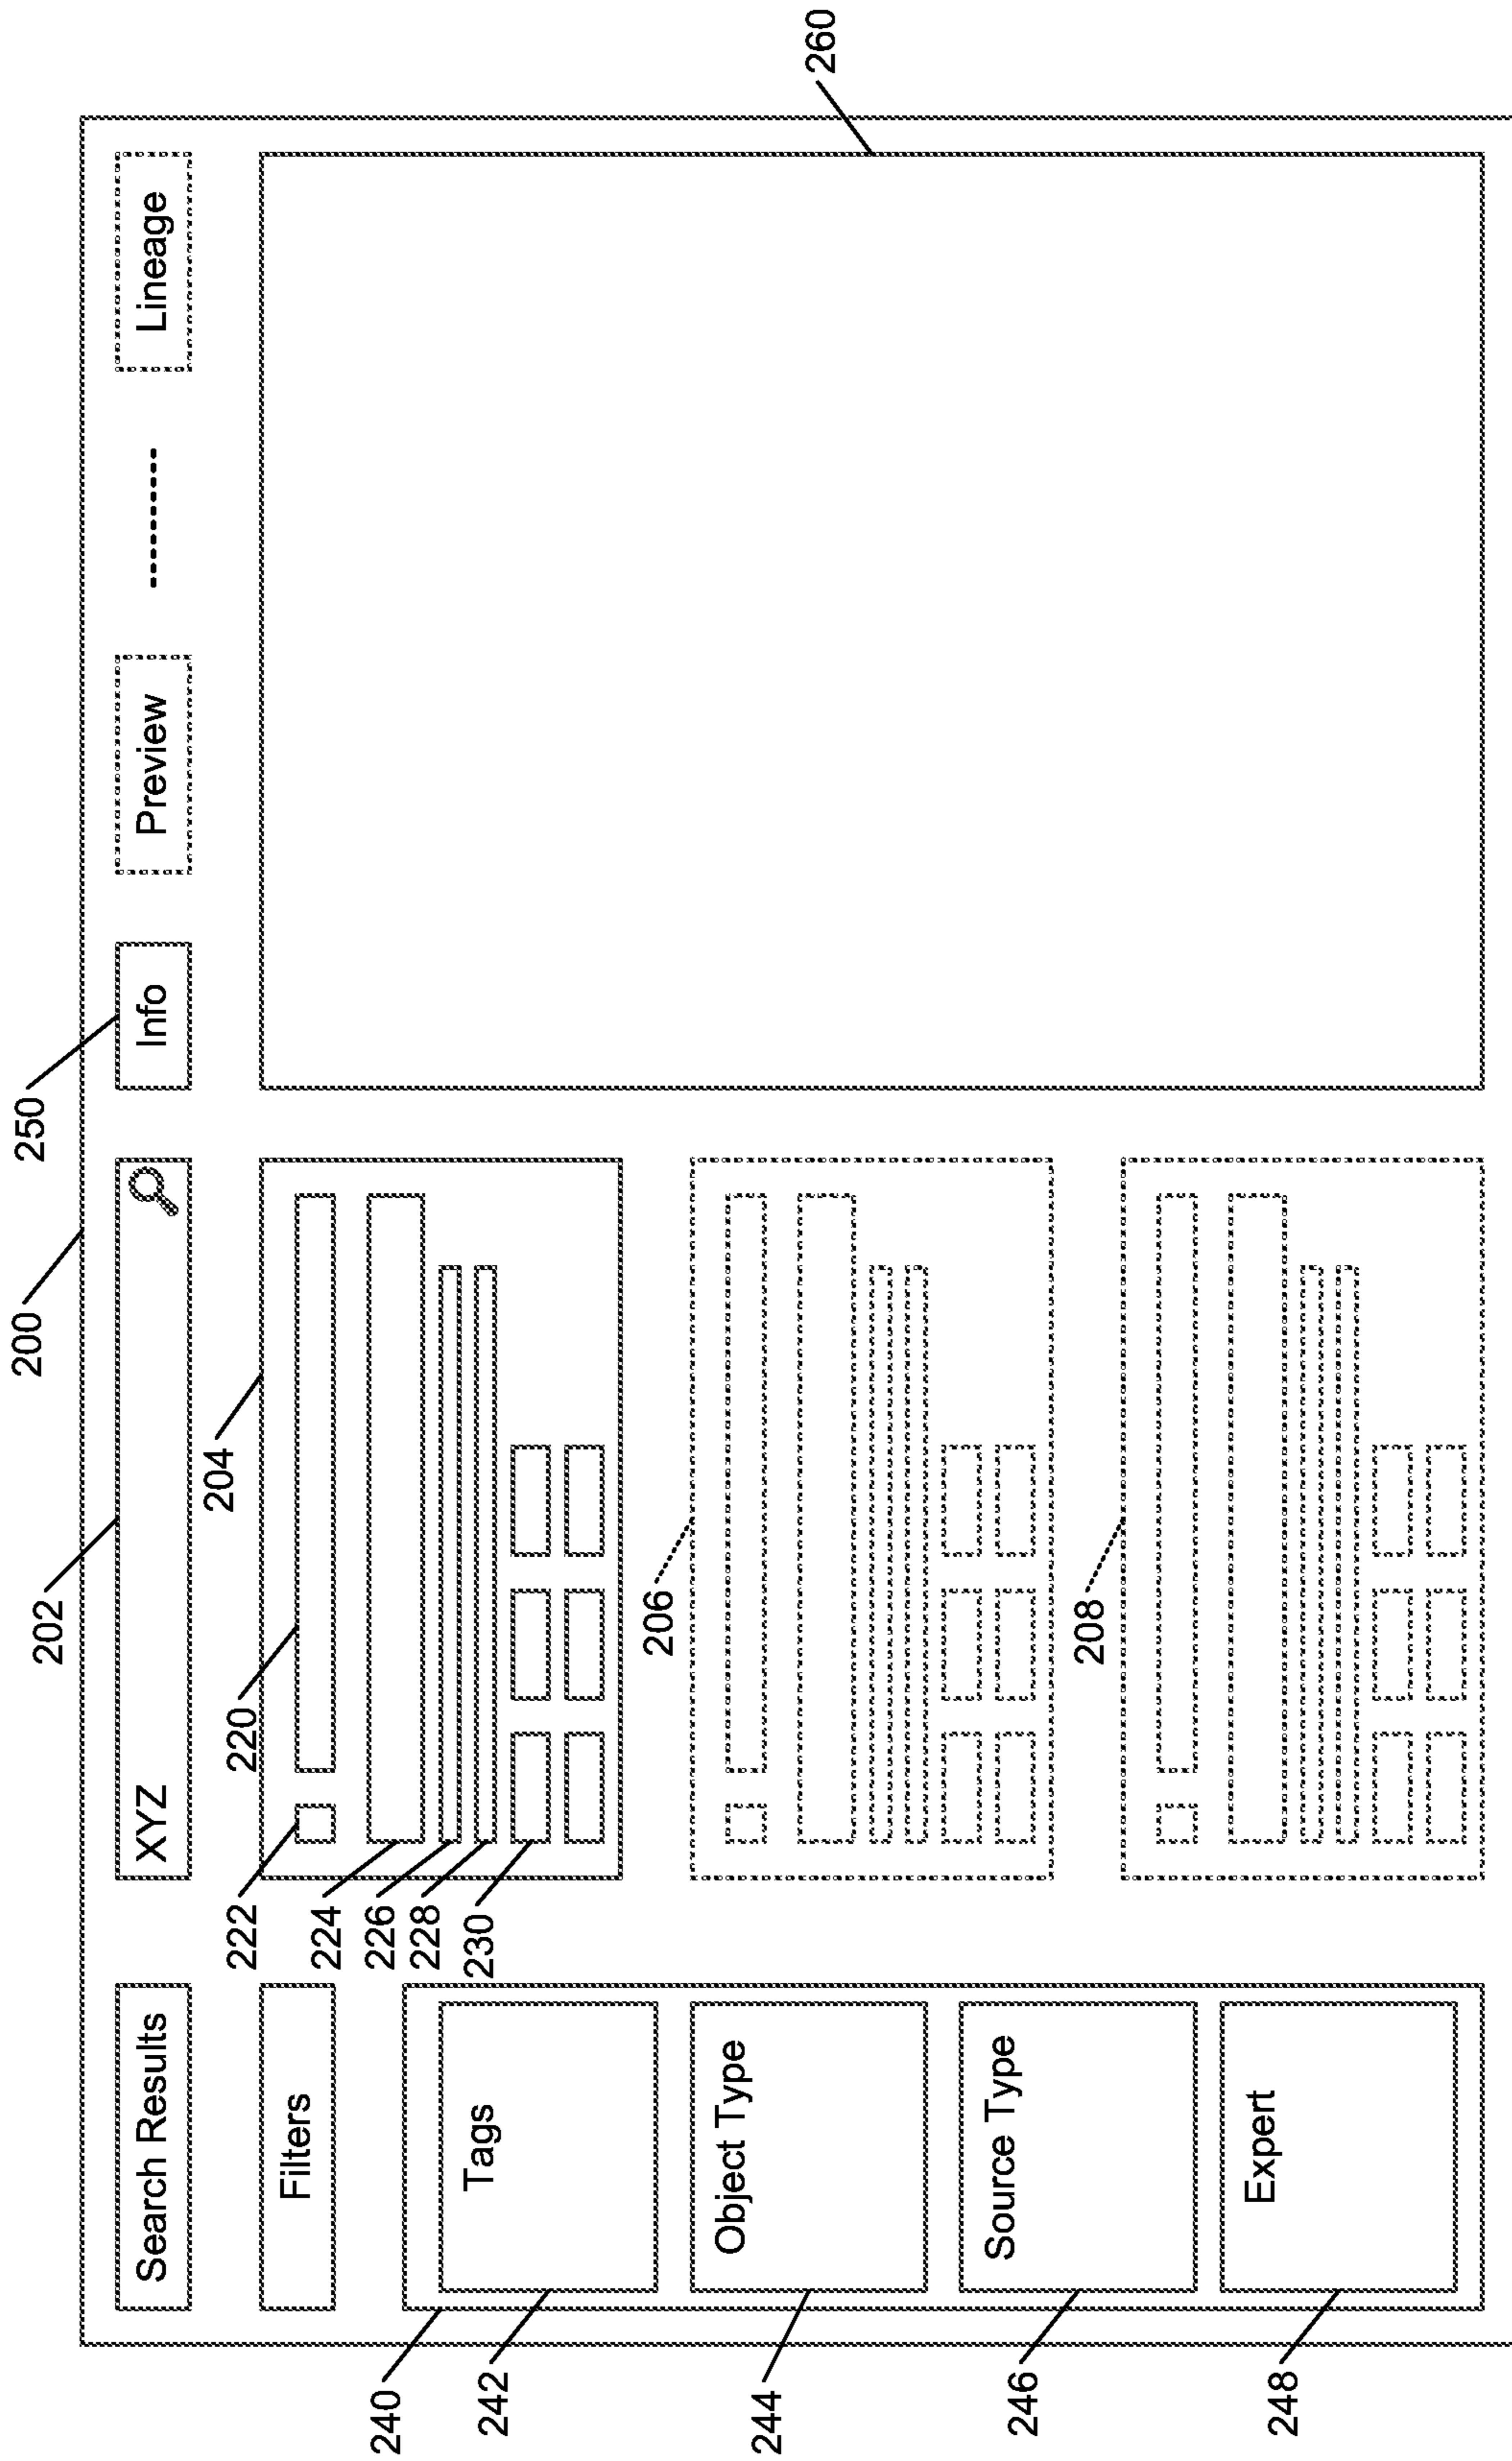 200
202
250
Search Results
XYZ
Info
Preview
Lineage
204
260
Filters
220
222
224
226
228
230
240
Tags
242
206
Object Type
244
Source Type
246
208
Expert
248